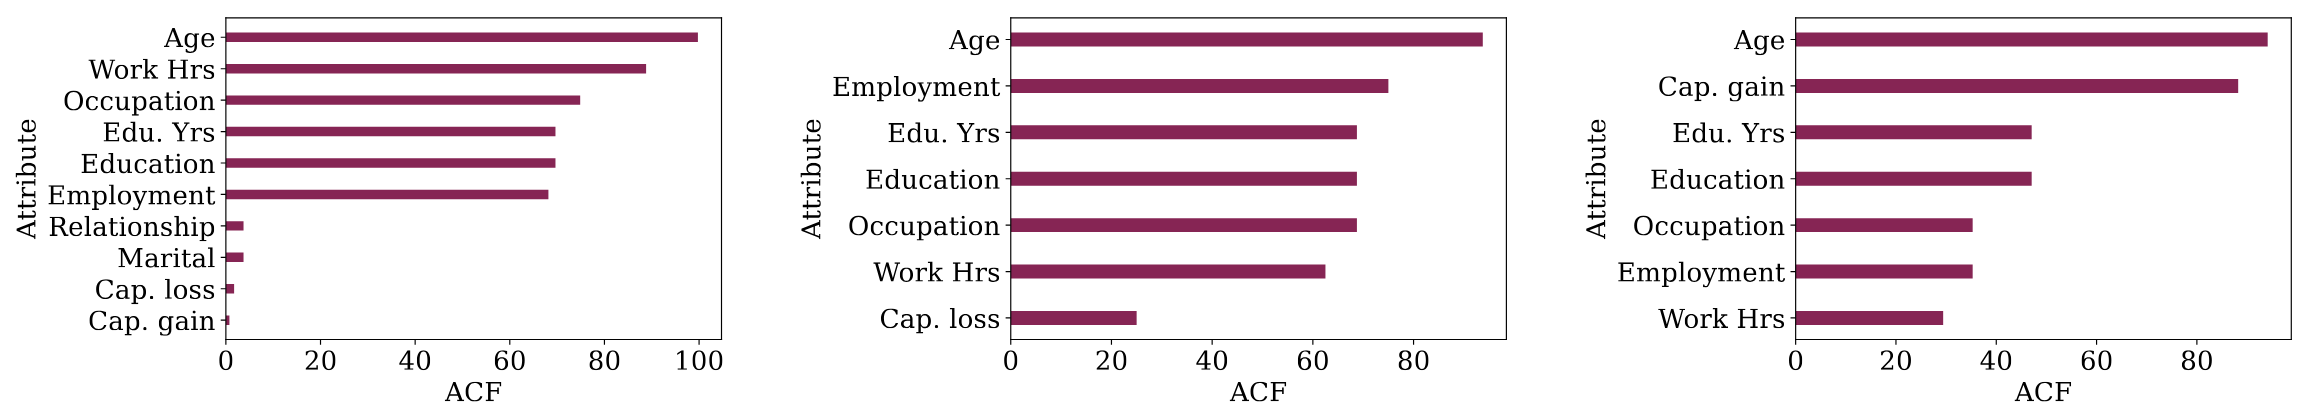 Attribute
Age
Work Hrs
Occupation
Edu. Yrs
Education
Employment
Relationship
Marital
Cap. loss
Cap. gain
0 20 40 60 80 100
ACF
Attribute
Age
Employment
Edu. Yrs
Education
Occupation
Work Hrs
Cap. loss
0 20 40 60 80
ACF
Attribute
Age
Cap. gain
Edu. Yrs
Education
Occupation
Employment
Work Hrs
0 20 40 60 80
ACF